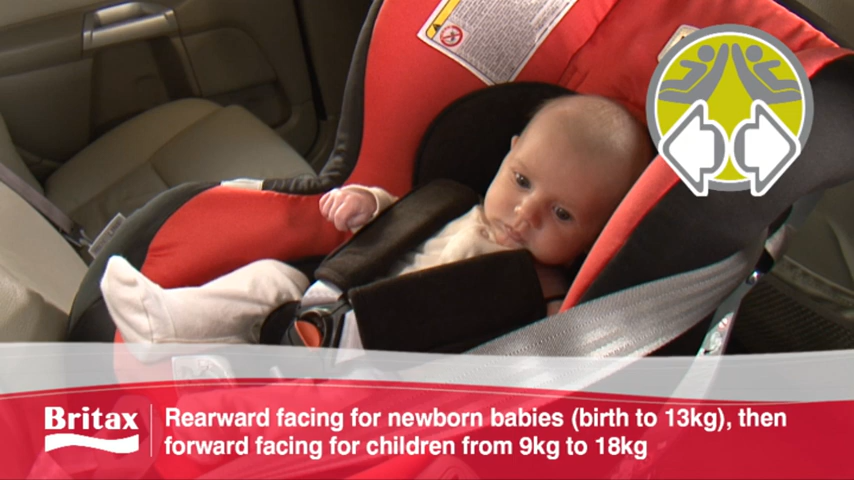 Britax
Rearward facing for newborn babies (birth to 13kg), then
forward facing for children from 9kg to 18kg